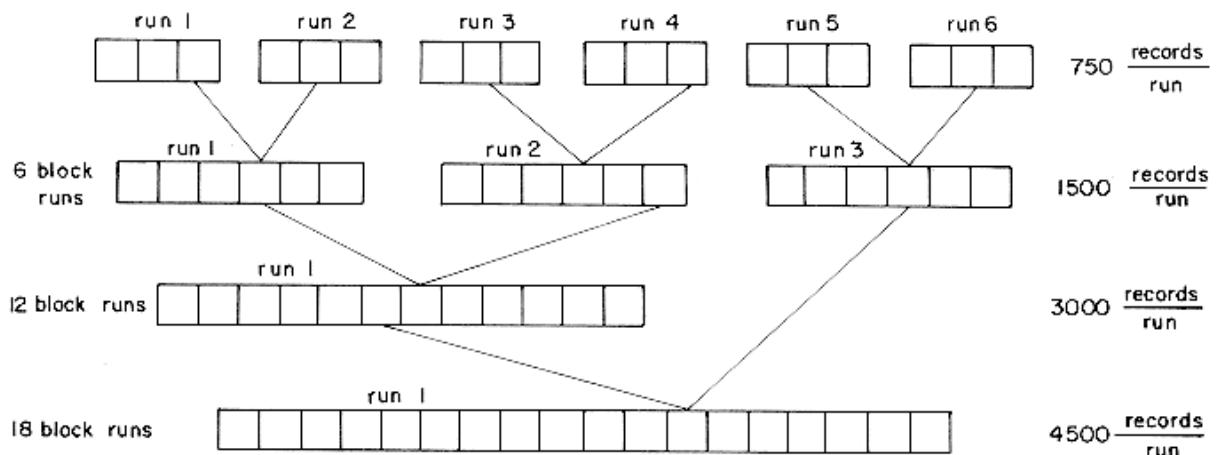 run 1 run 2 run 3 run 4 run 5 run 6
750 records
run
run 1 run 2 run 3
6 block
runs
1500 records
run
run 1
12 block runs
3000 records
run
run 1
18 block runs
4500 records
run